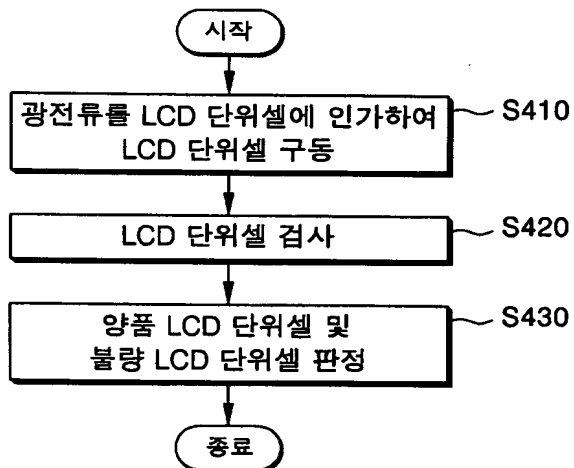 시작
광전류를 LCD 단위셀에 인가하여
LCD 단위셀 구동
S410
LCD 단위셀 검사
S420
양품 LCD 단위셀 및
불량 LCD 단위셀 판정
S430
종료